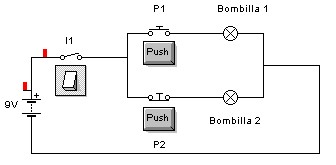 P1
Bombilla 1
I1
Push
9V
+
Push
Bombilla 2
P2